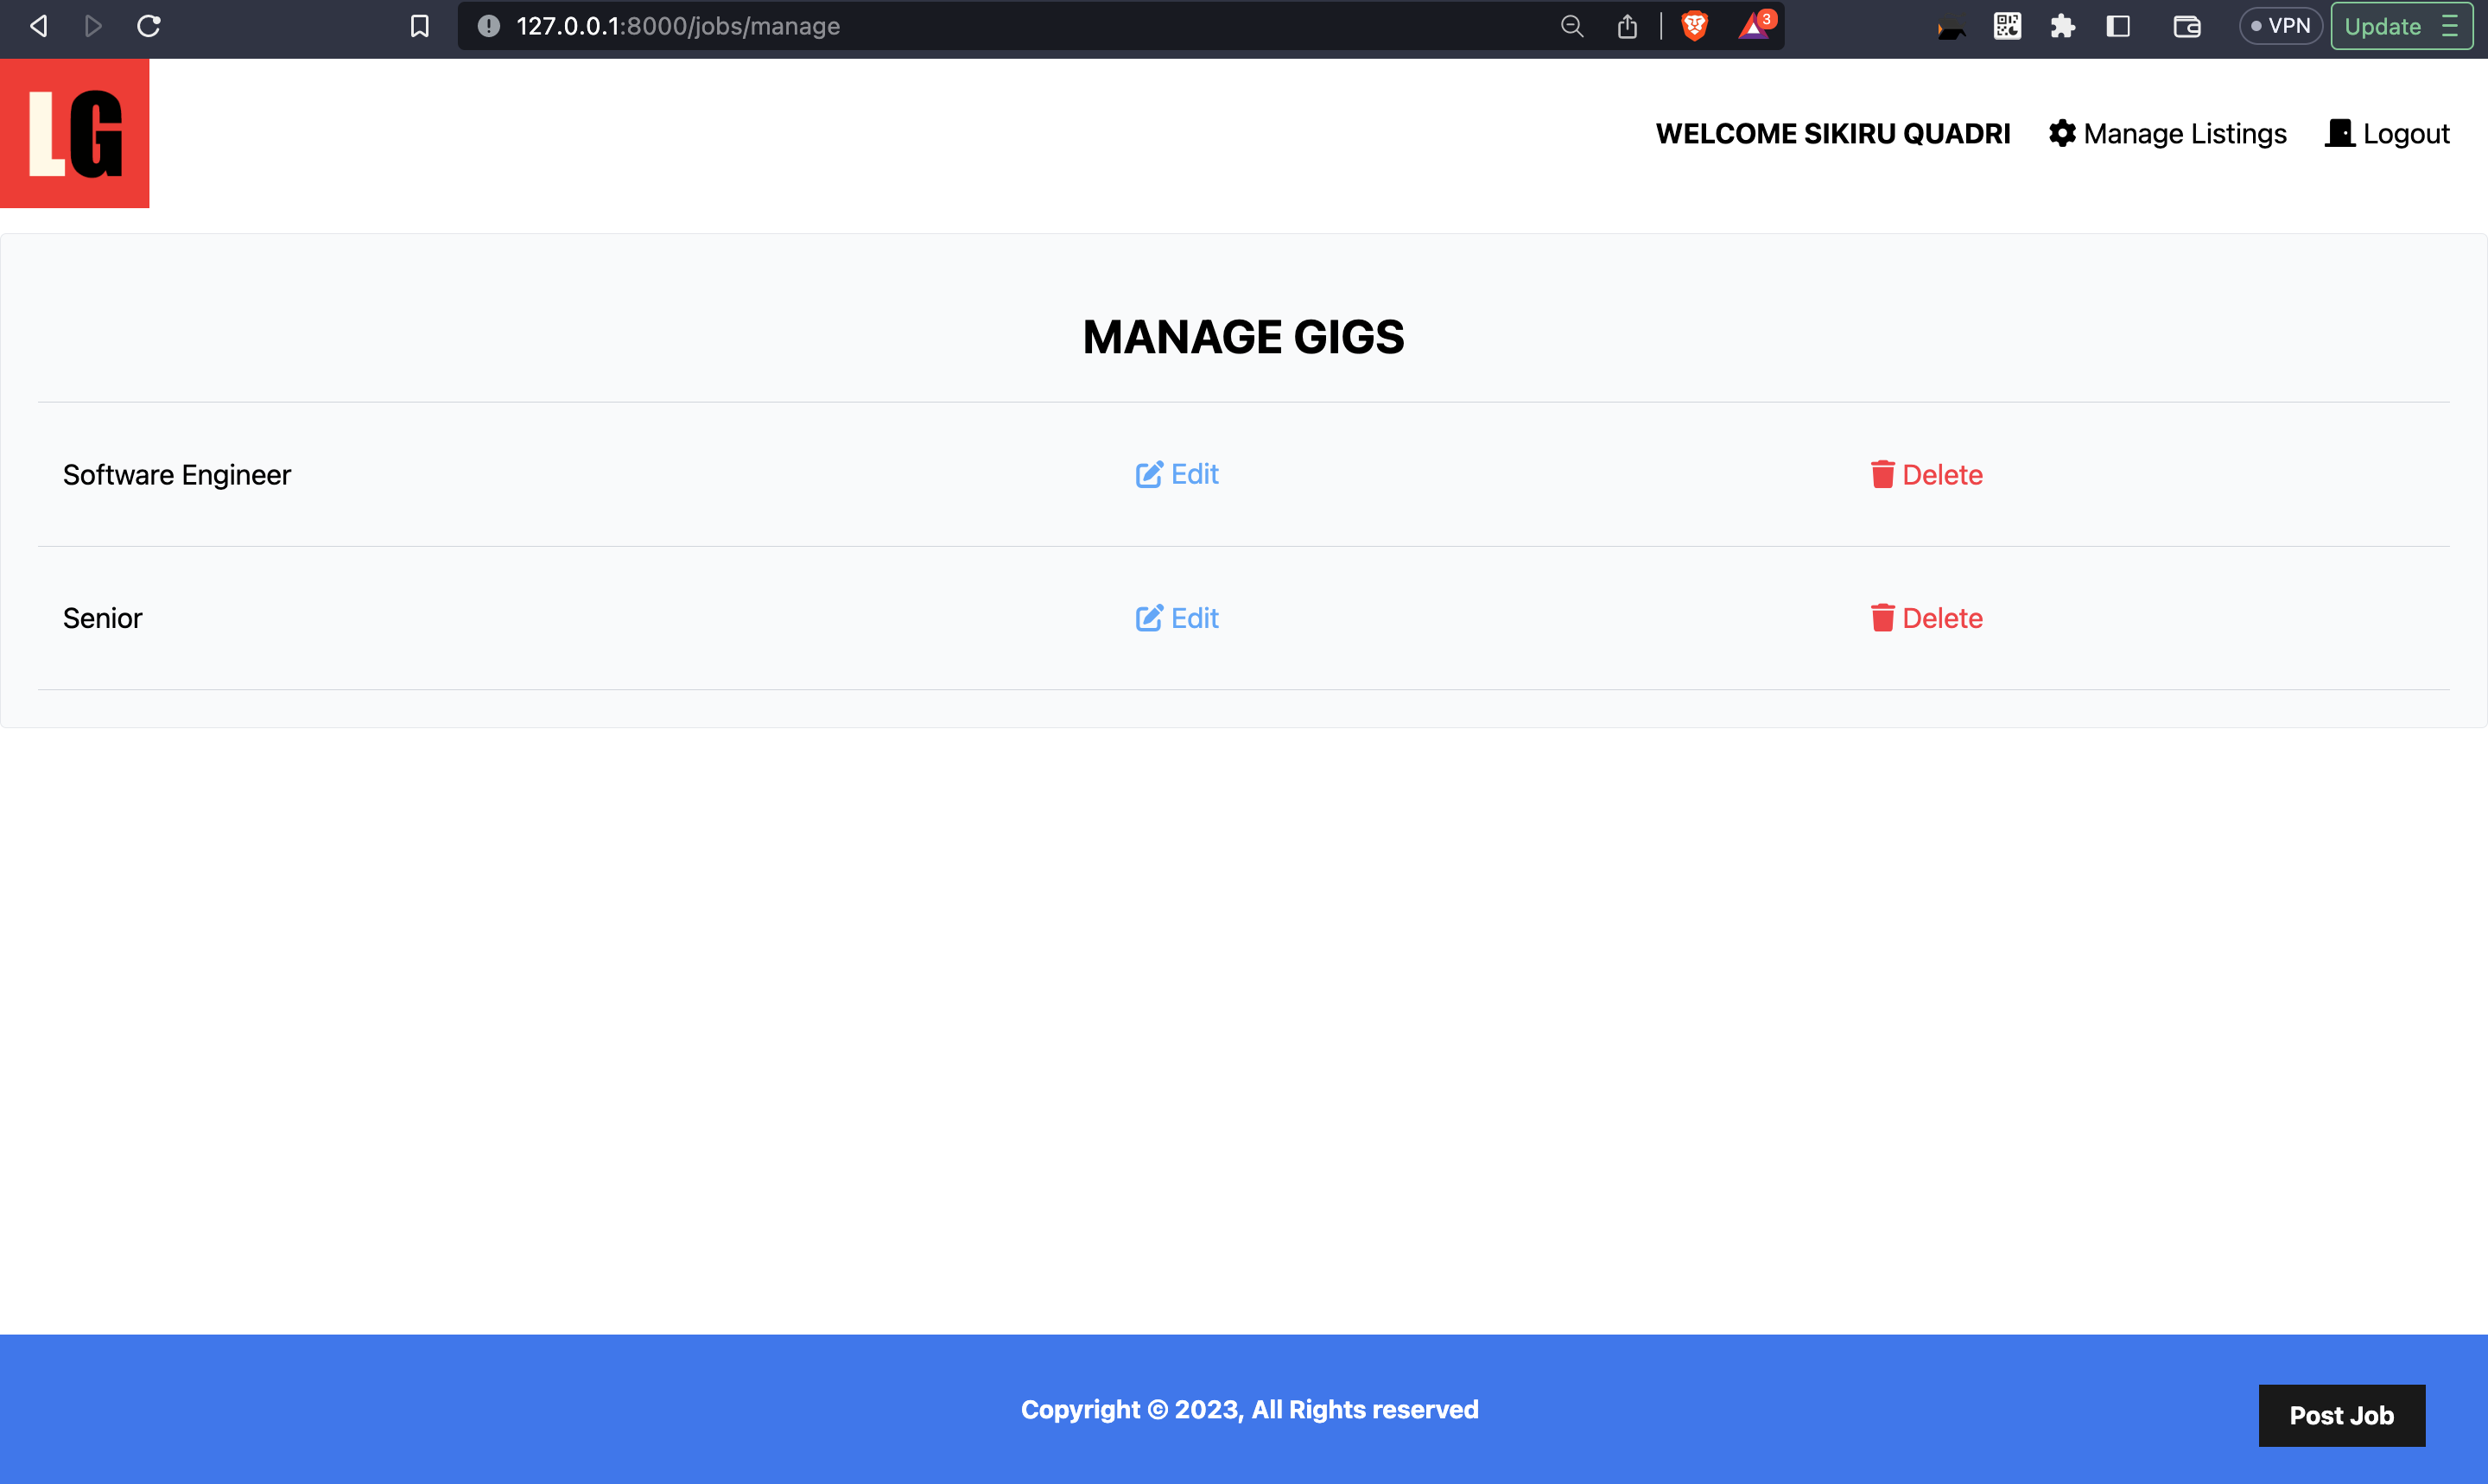 127.0.0.1:8000/jobs/manage
3
VPN
Update
LG
WELCOME SIKIRU QUADRI
Manage Listings
Logout
MANAGE GIGS
Software Engineer
Edit
Delete
Senior
Edit
Delete
Copyright © 2023, All Rights reserved
Post Job